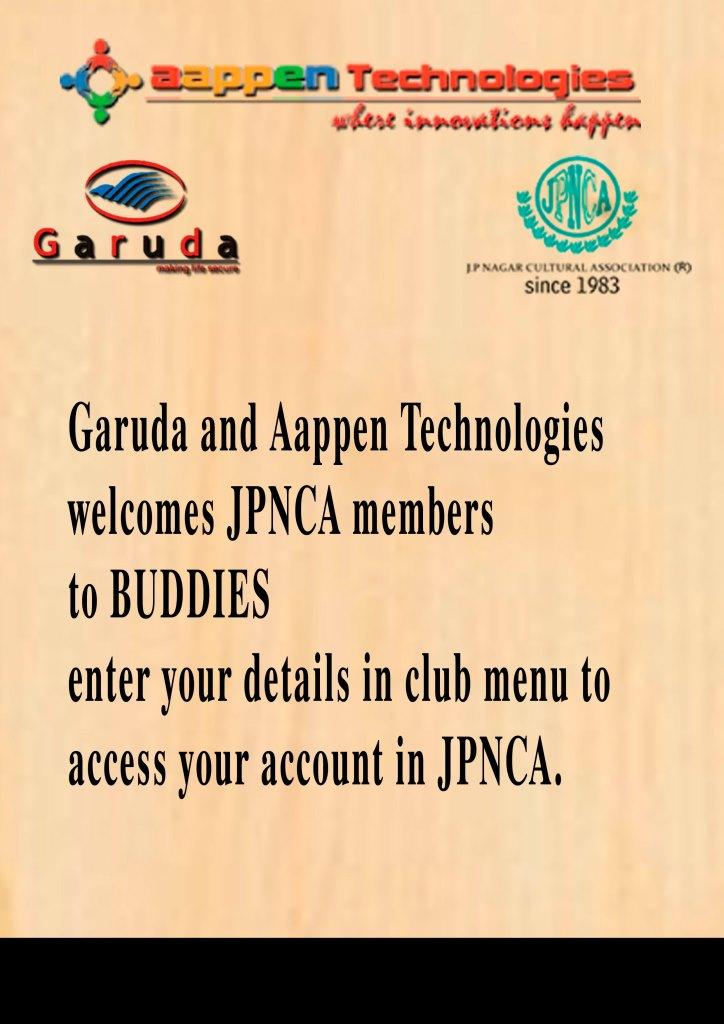 aappen Technologies
where innovations happen
Garuda
making life secure
JPNCA
J.P NAGAR CULTURAL ASSOCIATION (R)
since 1983
Garuda and Aappen Technologies
welcomes JPNCA members
to BUDDIES
enter your details in club menu to
access your account in JPNCA.